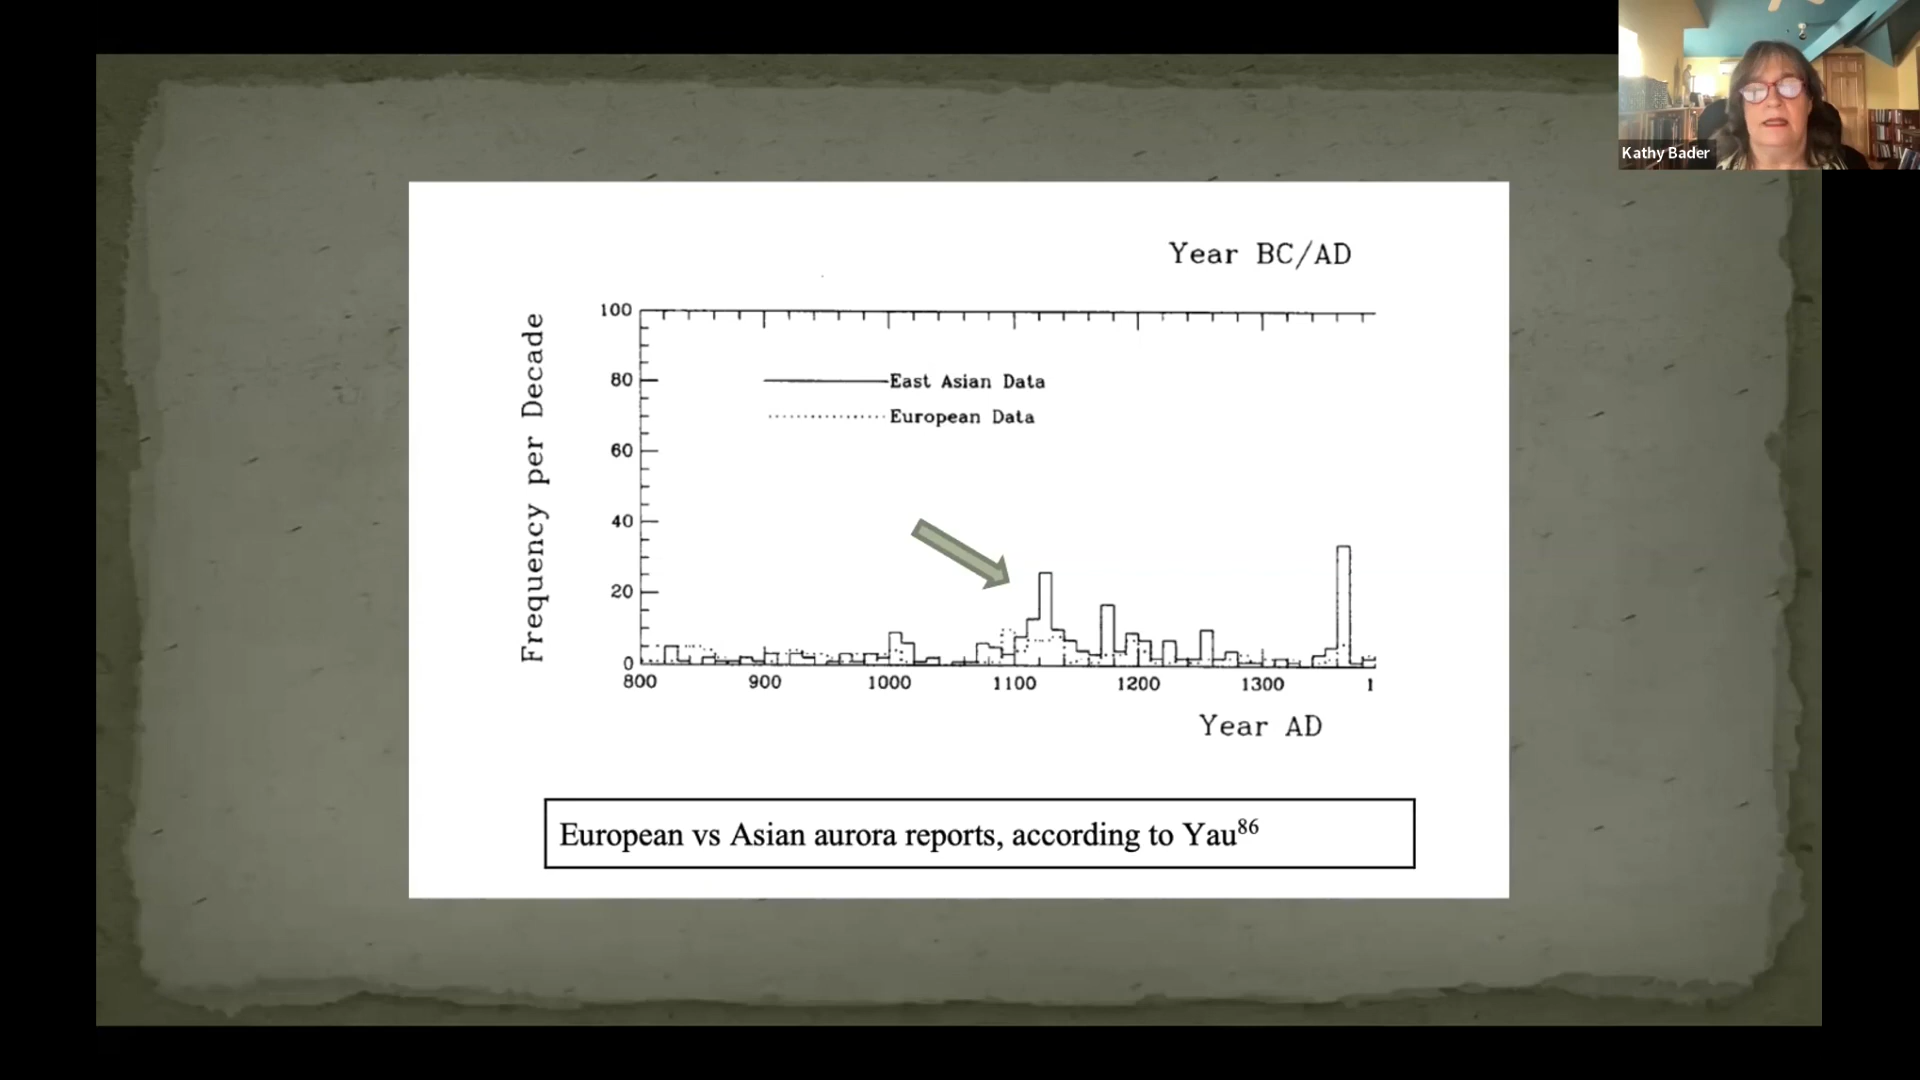 Kathy Bader
Year BC/AD
Frequency per Decade
100
80
60
40
20
0
East Asian Data
European Data
800 900 1000 1100 1200 1300 1
Year AD
European vs Asian aurora reports, according to Yau86